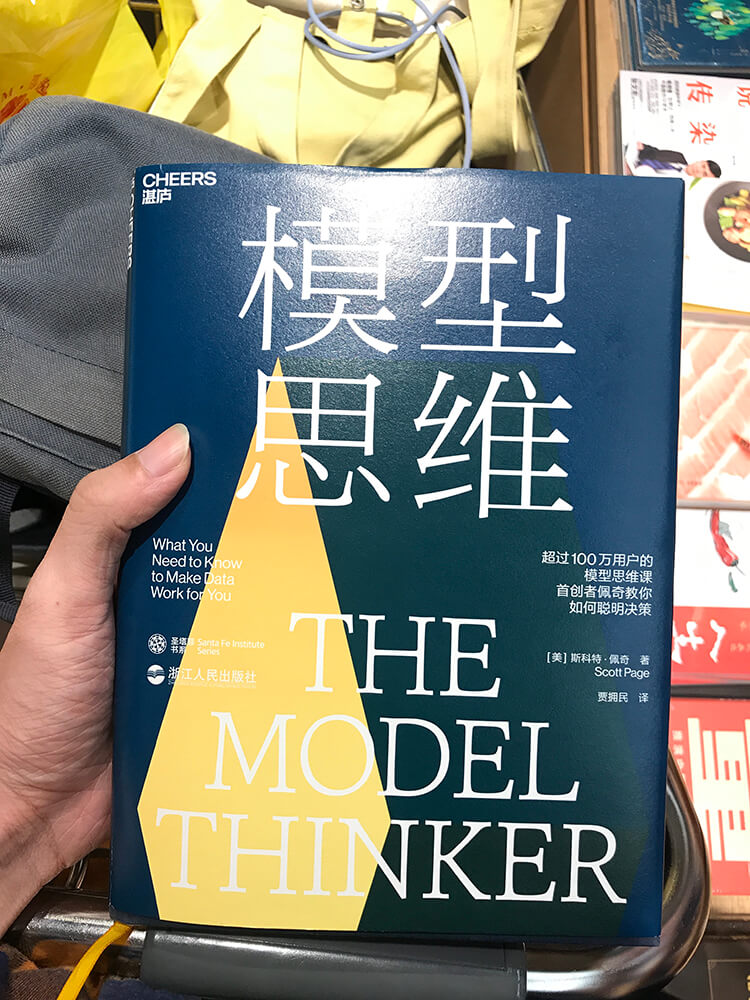 CHEERS
湛庐
模型
思维
What You
Need to Know
to Make Data
Work for You
超过100万用户的
模型思维课
首创者佩奇教你
如何聪明决策
圣塔菲
书系
Santa Fe Institute
Series
浙江人民出版社
[美] 斯科特·佩奇 著
Scott Page
贾拥民 译
THE
MODEL
THINKER
传染